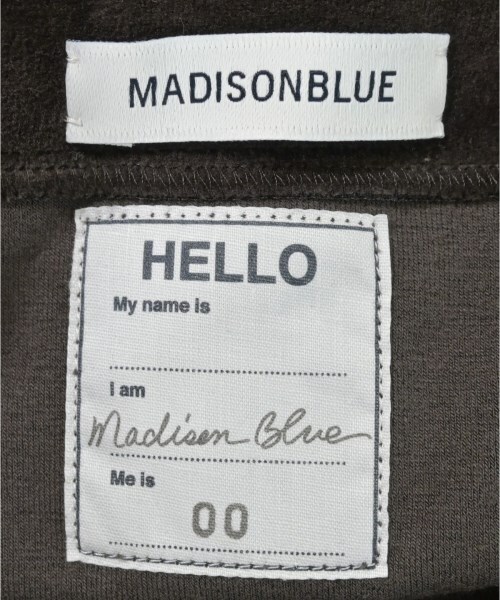 MADISONBLUE
HELLO
My name is
I am
Madison Blue
Me is
00